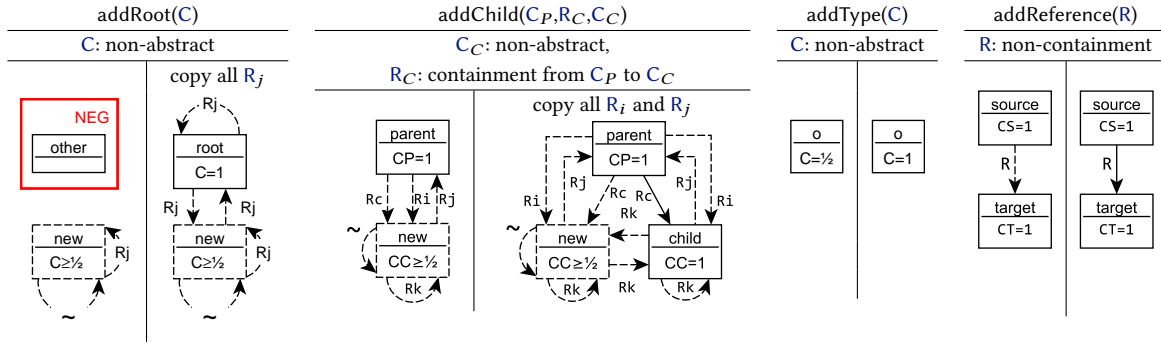 addRoot(C)
C: non-abstract
copy all Rj
NEG
other
Rj
root
C=1
Rj
Rj
new
C≥½
Rj
~
new
C≥½
Rj
~
addChild(CP,RC,CC)
CC: non-abstract,
RC: containment from CP to CC
copy all Ri and Rj
parent
CP=1
Rc
Ri
Rj
~
new
CC≥½
Rk
parent
CP=1
Ri
Rj
Rc
Rc
Rj
Ri
Rk
~
new
CC≥½
child
CC=1
Rk
Rk
Rk
addType(C)
C: non-abstract
o
C=½
o
C=1
addReference(R)
R: non-containment
source
CS=1
R
target
CT=1
source
CS=1
R
target
CT=1